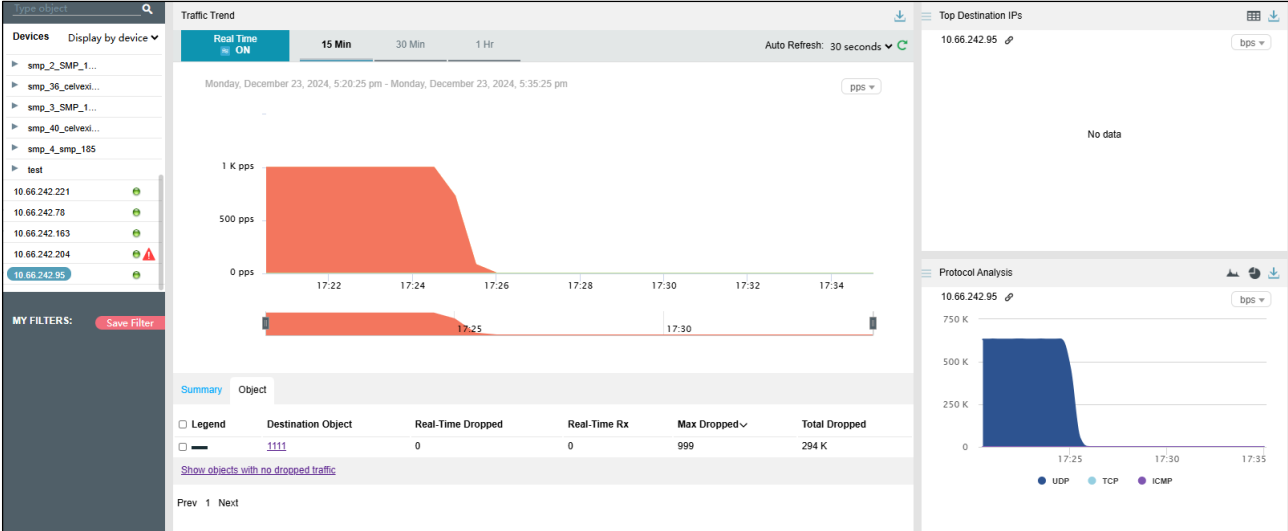 Type object
Devices Display by device
smp_2_SMP_1...
smp_36_celvexi...
smp_3_SMP_1...
smp_40_celvexi...
smp_4_smp_185
test
10.66.242.221
10.66.242.78
10.66.242.163
10.66.242.204
10.66.242.95
MY FILTERS: Save Filter
Traffic Trend
Real Time
ON
15 Min 30 Min 1 Hr
Auto Refresh: 30 seconds
Monday, December 23, 2024, 5:20:25 pm - Monday, December 23, 2024, 5:35:25 pm
pps
1 K pps
500 pps
0 pps
17:22 17:24 17:26 17:28 17:30 17:32 17:34
17:25 17:30
Summary Object
Legend Destination Object Real-Time Dropped Real-Time Rx Max Dropped Total Dropped
1111 0 0 999 294 K
Show objects with no dropped traffic
Prev 1 Next
Top Destination IPs
10.66.242.95 bps
No data
Protocol Analysis
10.66.242.95 bps
750 K
500 K
250 K
0
17:25 17:30 17:35
UDP TCP ICMP